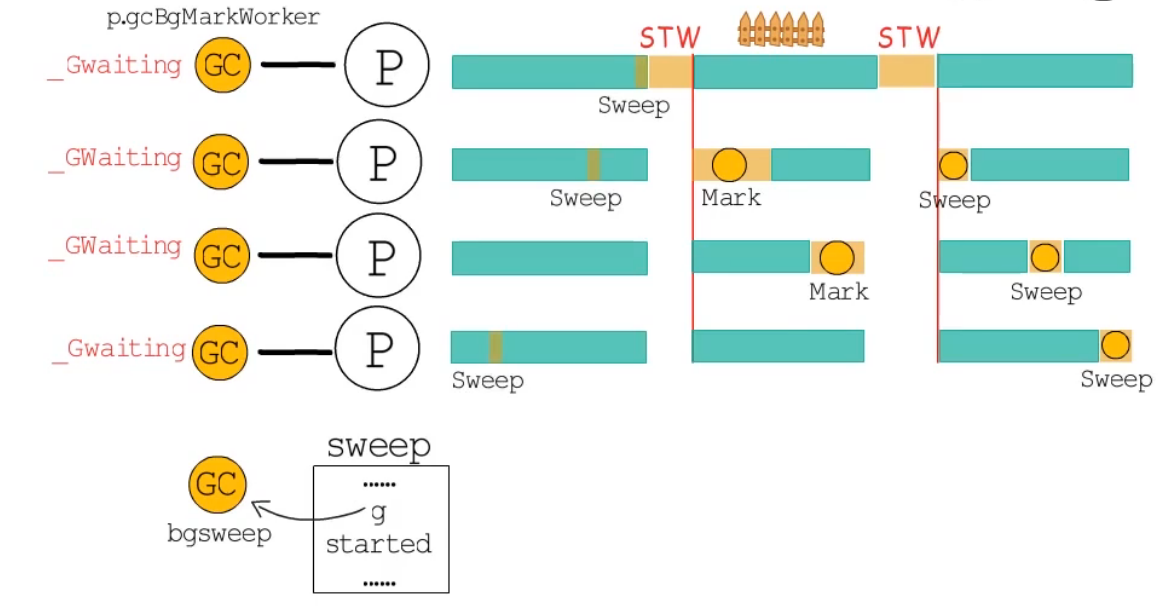 p.gcBgMarkWorker
STW STW
_Gwaiting GC P
Sweep
_GWaiting GC P
Sweep Mark Sweep
_GWaiting GC P
Mark Sweep
_Gwaiting GC P
Sweep Sweep
sweep
......
GC g
bgsweep started
......